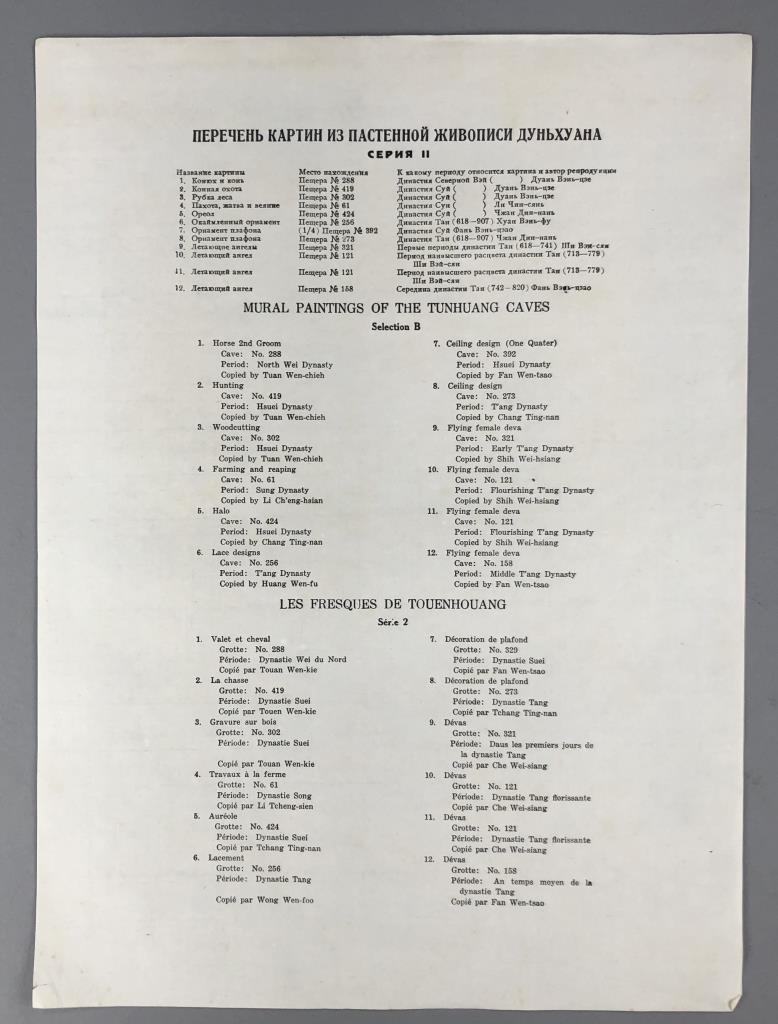 ПЕРЕЧЕНЬ КАРТИН ИЗ ПАСТЕННОЙ ЖИВОПИСИ ДУНЬХУАНА
СЕРИЯ II
Название картины Место нахождения К какому периоду относится картина и автор репродукции
1. Конюх и конь Пещера № 288 Династия Северной Вэй ( ) Дуань Вэнь-цзе
2. Конная охота Пещера № 419 Династия Суй ( ) Дуань Вэнь-цзе
3. Рубка леса Пещера № 302 Династия Суй ( ) Дуань Вэнь-цзе
4. Пахота, жатва и веяние Пещера № 61 Династия Сун ( ) Ли Чин-сянь
5. Ореол Пещера № 424 Династия Суй ( ) Чжан Дин-нань
6. Окаймленный орнамент Пещера № 256 Династия Тан (618—907) Хуан Вэнь-фу
7. Орнамент плафона (1/4) Пещера № 392 Династия Суй Фань Вэнь-цзао
8. Орнамент плафона Пещера № 273 Династия Тан (618—907) Чжан Дин-нань
9. Летающие ангелы Пещера № 321 Первые периоды династии Тан (618—741) Ши Вэй-сян
10. Летающий ангел Пещера № 121 Период наивысшего расцвета династии Тан (713—779)
Ши Вэй-сян
11. Летающий ангел Пещера № 121 Период наивысшего расцвета династии Тан (713—779)
Ши Вэй-сян
12. Летающий ангел Пещера № 158 Середина династии Тан (742—820) Фань Вэнь-цзао
MURAL PAINTINGS OF THE TUNHUANG CAVES
Selection B
1. Horse 2nd Groom
Cave: No. 288
Period: North Wei Dynasty
Copied by Tuan Wen-chieh
2. Hunting
Cave: No. 419
Period: Hsuei Dynasty
Copied by Tuan Wen-chieh
3. Woodcutting
Cave: No. 302
Period: Hsuei Dynasty
Copied by Tuan Wen-chieh
4. Farming and reaping
Cave: No. 61
Period: Sung Dynasty
Copied by Li Ch'eng-hsian
5. Halo
Cave: No. 424
Period: Hsuei Dynasty
Copied by Chang Ting-nan
6. Lace designs
Cave: No. 256
Period: T'ang Dynasty
Copied by Huang Wen-fu
7. Ceiling design (One Quater)
Cave: No. 392
Period: Hsuei Dynasty
Copied by Fan Wen-tsao
8. Ceiling design
Cave: No. 273
Period: T'ang Dynasty
Copied by Chang Ting-nan
9. Flying female deva
Cave: No. 321
Period: Early T'ang Dynasty
Copied by Shih Wei-hsiang
10. Flying female deva
Cave: No. 121
Period: Flourishing T'ang Dynasty
Copied by Shih Wei-hsiang
11. Flying female deva
Cave: No. 121
Period: Flourishing T'ang Dynasty
Copied by Shih Wei-hsiang
12. Flying female deva
Cave: No. 158
Period: Middle T'ang Dynasty
Copied by Fan Wen-tsao
LES FRESQUES DE TOUENHOUANG
Série 2
1. Valet et cheval
Grotte: No. 288
Période: Dynastie Wei du Nord
Copié par Touan Wen-kie
2. La chasse
Grotte: No. 419
Période: Dynastie Suei
Copié par Touen Wen-kie
3. Gravure sur bois
Grotte: No. 302
Période: Dynastie Suei
Copié par Touan Wen-kie
4. Travaux à la ferme
Grotte: No. 61
Période: Dynastie Song
Copié par Li Tcheng-sien
5. Auréole
Grotte: No. 424
Période: Dynastie Suei
Copié par Tchang Ting-nan
6. Lacement
Grotte: No. 256
Période: Dynastie Tang
Copié par Wong Wen-foo
7. Décoration de plafond
Grotte: No. 329
Période: Dynastie Suei
Copié par Fan Wen-tsao
8. Décoration de plafond
Grotte: No. 273
Période: Dynastie Tang
Copié par Tchang Ting-nan
9. Dévas
Grotte: No. 321
Période: Daus les premiers jours de
la dynastie Tang
Copié par Che Wei-siang
10. Dévas
Grotte: No. 121
Période: Dynastie Tang florissante
Copié par Che Wei-siang
11. Dévas
Grotte: No. 121
Période: Dynastie Tang florissante
Copié par Che Wei-siang
12. Dévas
Grotte: No. 158
Période: An temps moyen de la
dynastie Tang
Copié par Fan Wen-tsao